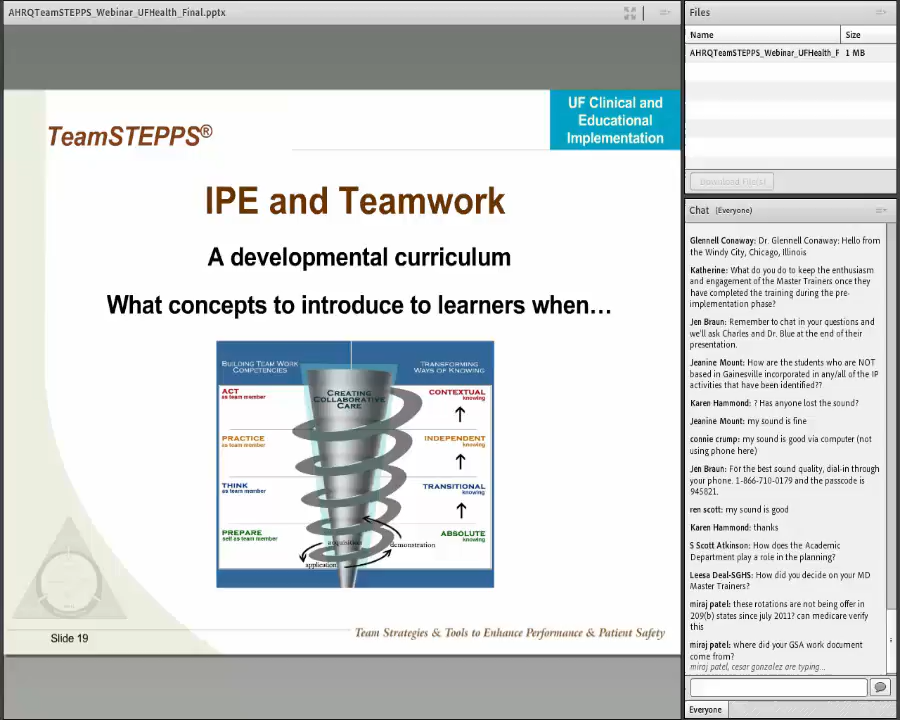 AHRQTeamSTEPPS_Webinar_UFHealth_Final.pptx
TeamSTEPPS®
UF Clinical and
Educational
Implementation
IPE and Teamwork
A developmental curriculum
What concepts to introduce to learners when…
BUILDING TEAM WORK
COMPETENCIES
TRANSFORMING
WAYS OF KNOWING
CREATING
COLLABORATIVE
CARE
ACT
as team member
CONTEXTUAL
knowing
PRACTICE
as team member
INDEPENDENT
knowing
THINK
as team member
TRANSITIONAL
knowing
PREPARE
self as team member
ABSOLUTE
knowing
acquisition
demonstration
application
Slide 19
Team Strategies & Tools to Enhance Performance & Patient Safety
Files
Name
Size
AHRQTeamSTEPPS_Webinar_UFHealth_F 1 MB
Download File(s)
Chat (Everyone)
Glennell Conaway: Dr. Glennell Conaway: Hello from
the Windy City, Chicago, Illinois
Katherine: What do you do to keep the enthusiasm
and engagement of the Master Trainers once they
have completed the training during the pre-
implementation phase?
Jen Braun: Remember to chat in your questions and
we'll ask Charles and Dr. Blue at the end of their
presentation.
Jeanine Mount: How are the students who are NOT
based in Gainesville incorporated in any/all of the IP
activities that have been identified??
Karen Hammond: ? Has anyone lost the sound?
Jeanine Mount: my sound is fine
connie crump: my sound is good via computer (not
using phone here)
Jen Braun: For the best sound quality, dial-in through
your phone. 1-866-710-0179 and the passcode is
945821.
ren scott: my sound is good
Karen Hammond: thanks
S Scott Atkinson: How does the Academic
Department play a role in the planning?
Leesa Deal-SGHS: How did you decide on your MD
Master Trainers?
miraj patel: these rotations are not being offer in
209(b) states since july 2011? can medicare verify
this
miraj patel: where did your GSA work document
come from?
miraj patel, cesar gonzalez are typing...
Everyone